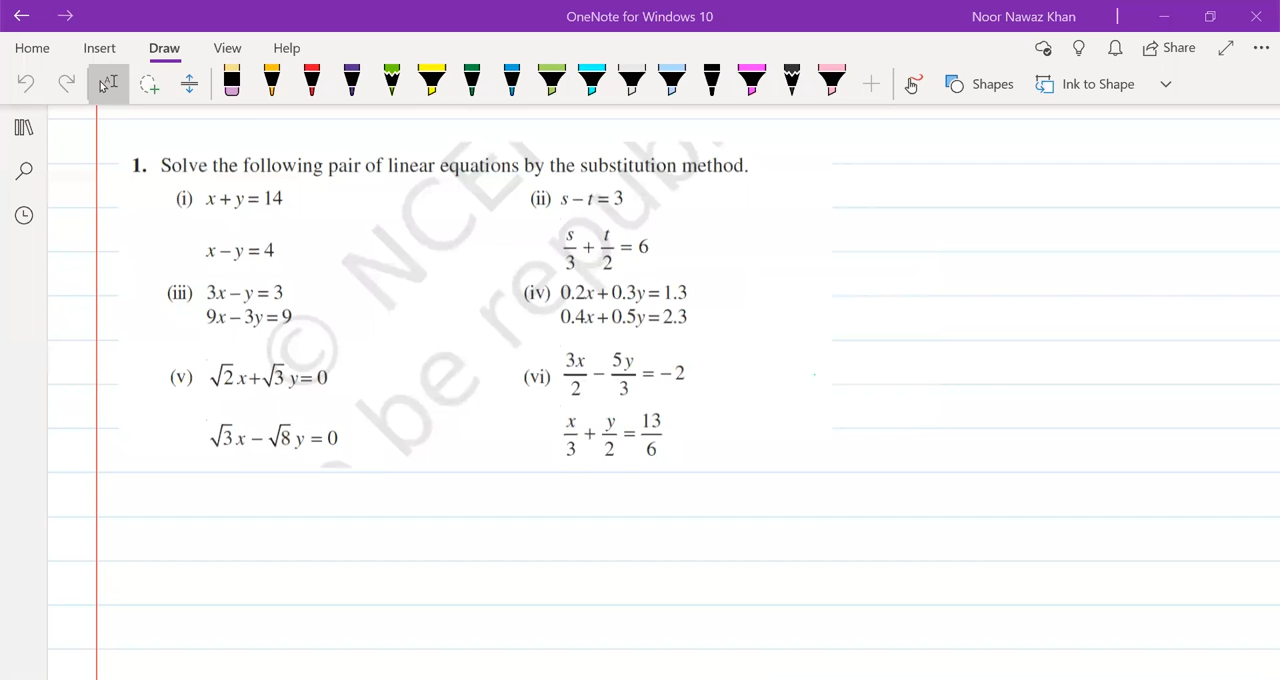 OneNote for Windows 10
Noor Nawaz Khan
Home Insert Draw View Help
Share
Shapes
Ink to Shape
1. Solve the following pair of linear equations by the substitution method.
(i) x + y = 14 (ii) s – t = 3
x – y = 4 s/3 + t/2 = 6
(iii) 3x – y = 3 (iv) 0.2x + 0.3y = 1.3
9x – 3y = 9 0.4x + 0.5y = 2.3
(v) √2 x + √3 y = 0 (vi) 3x/2 – 5y/3 = –2
√3 x – √8 y = 0 x/3 + y/2 = 13/6
© NCE
be repub